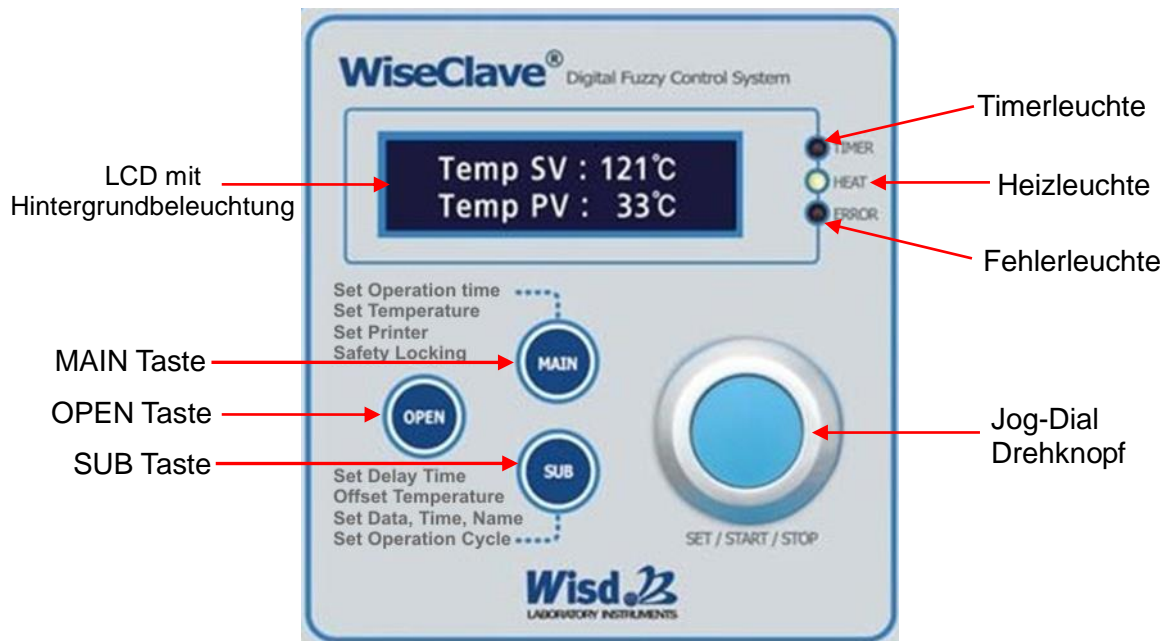 WiseClave® Digital Fuzzy Control System
Timerleuchte
TIMER
Temp SV : 121℃
LCD mit
Hintergrundbeleuchtung
HEAT
Heizleuchte
Temp PV : 33℃
ERROR
Fehlerleuchte
Set Operation time
Set Temperature
Set Printer
Safety Locking
MAIN Taste
MAIN
OPEN Taste
OPEN
Jog-Dial
Drehknopf
SUB Taste
SUB
Set Delay Time
Offset Temperature
Set Data, Time, Name
Set Operation Cycle
SET / START / STOP
Wisd.23
LABORATORY INSTRUMENTS